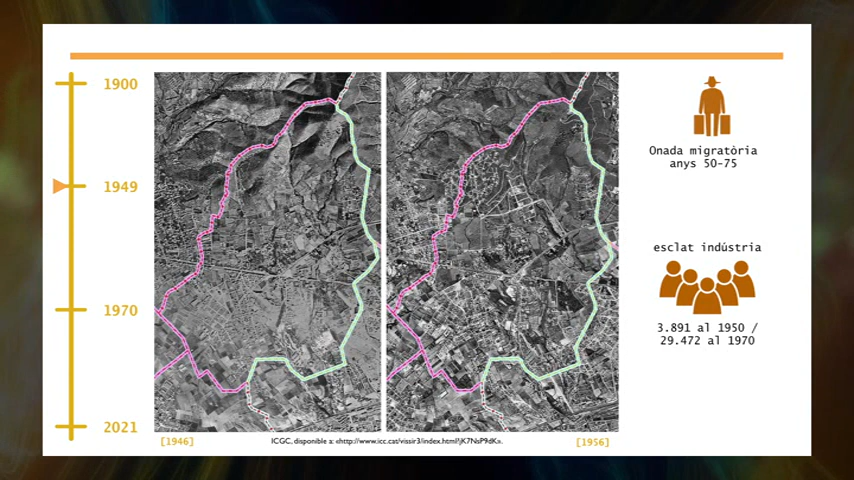 1900
1949
1970
2021
[1946]
ICGC, disponible a: «http://www.icc.cat/vissir3/index.html?jK7NsP9dK».
[1956]
Onada migratòria
anys 50-75
esclat indústria
3.891 al 1950 /
29.472 al 1970